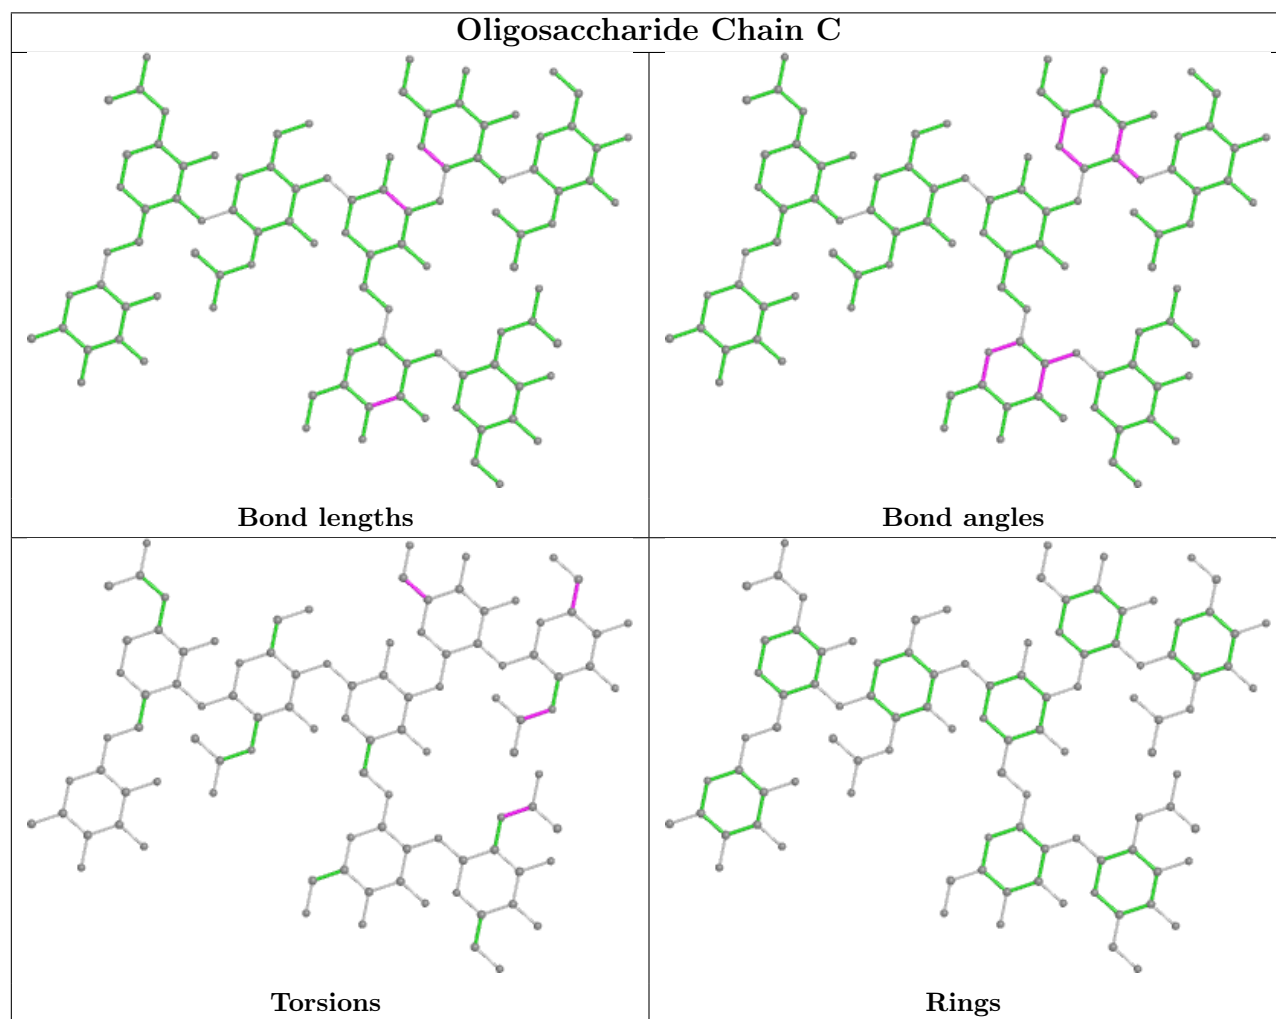 Oligosaccharide Chain C
Bond lengths
Bond angles
Torsions
Rings